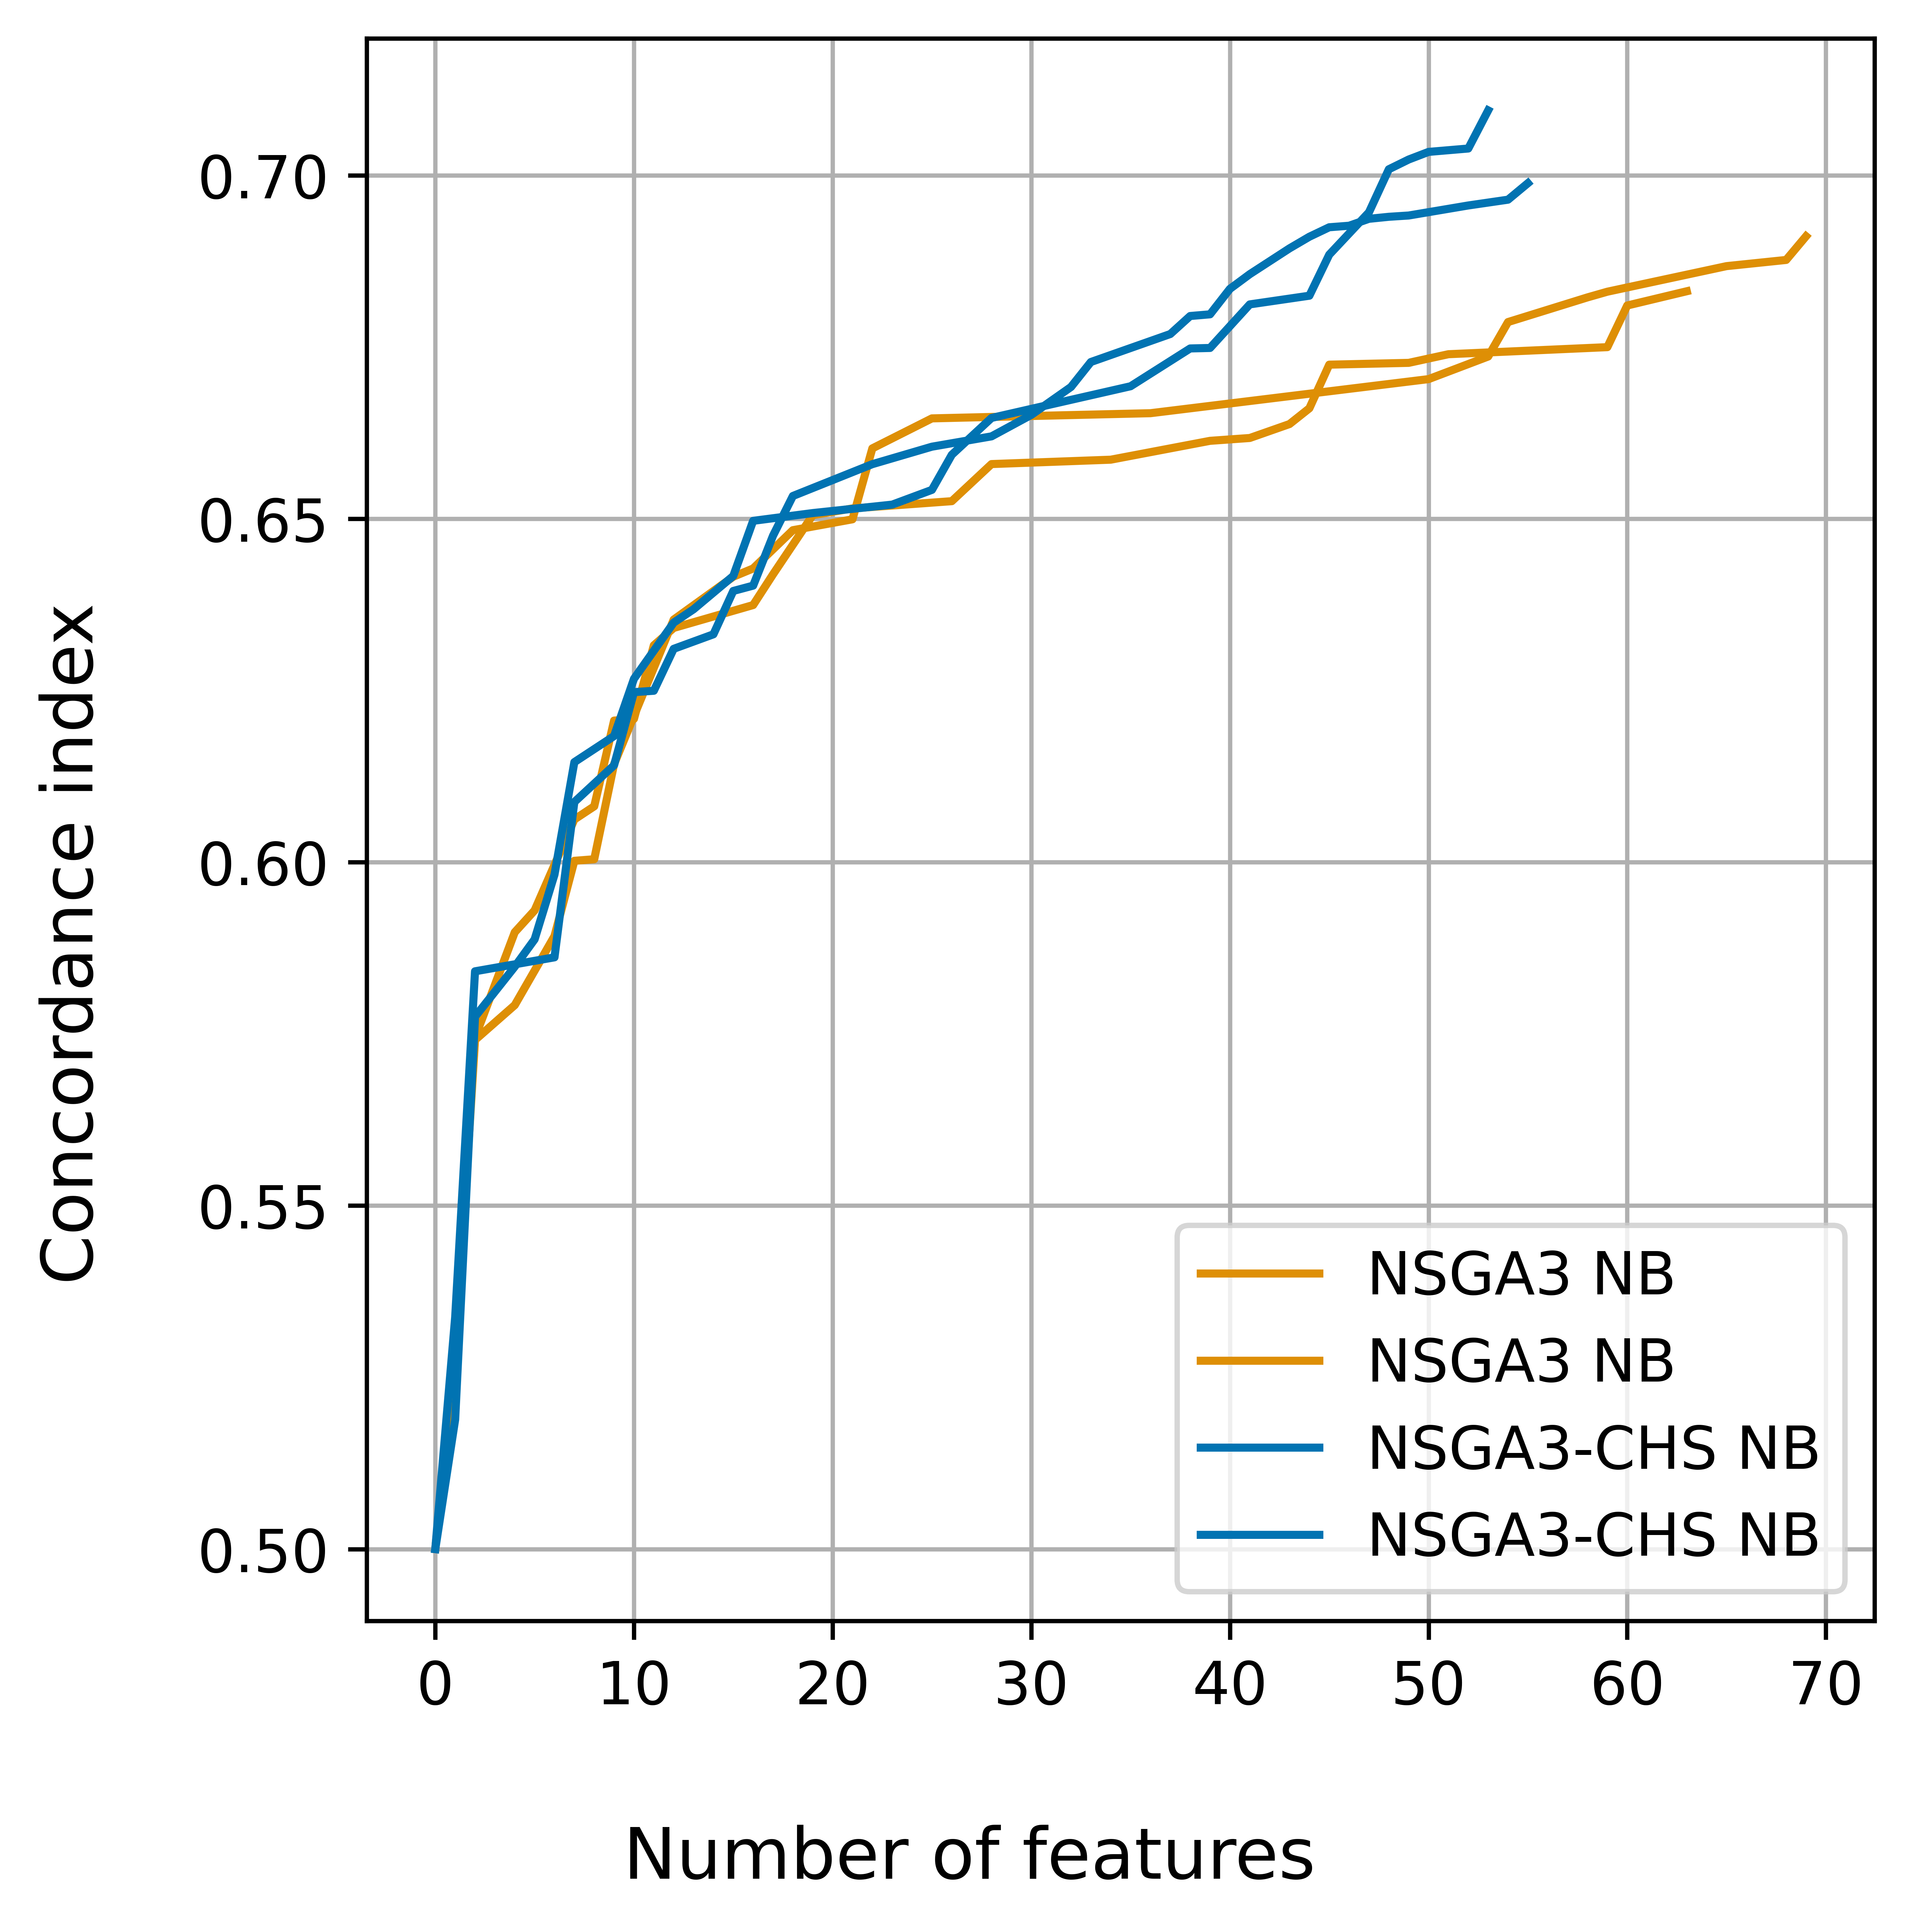 0.70
0.65
0.60
0.55
0.50
Concordance index
NSGA3 NB
NSGA3 NB
NSGA3-CHS NB
NSGA3-CHS NB
0 10 20 30 40 50 60 70
Number of features